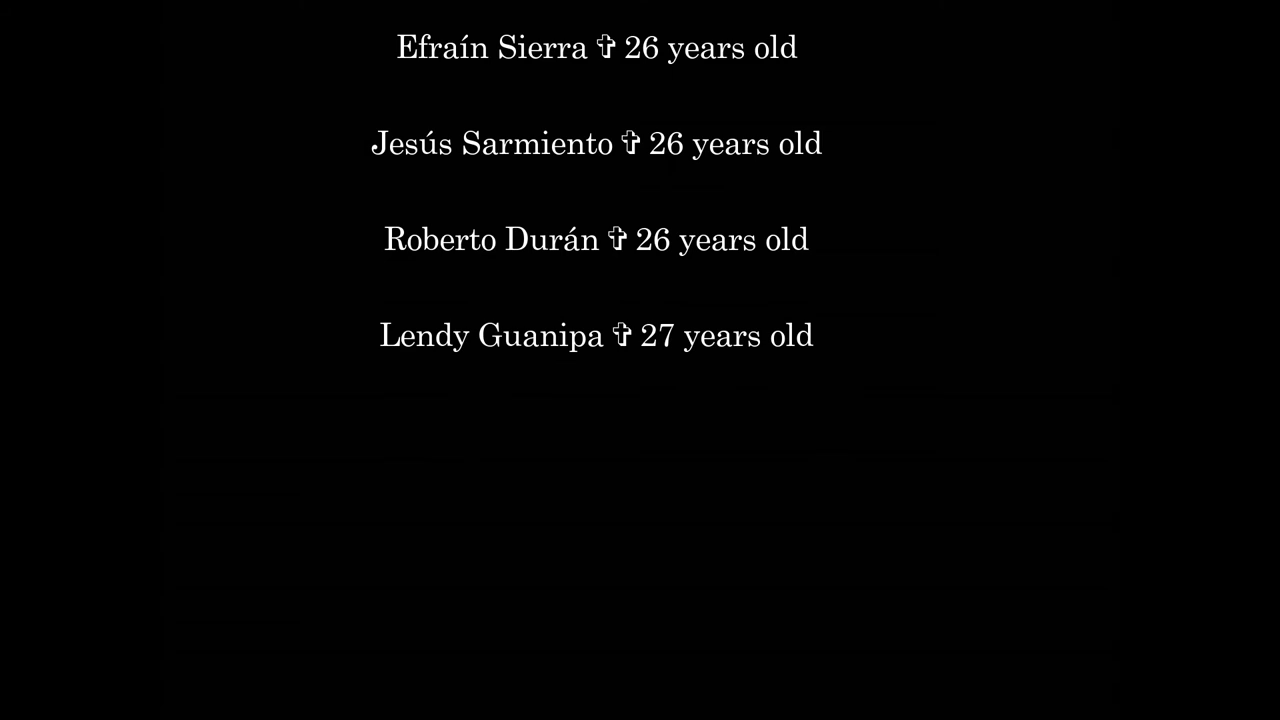 Efraín Sierra ✞ 26 years old
Jesús Sarmiento ✞ 26 years old
Roberto Durán ✞ 26 years old
Lendy Guanipa ✞ 27 years old